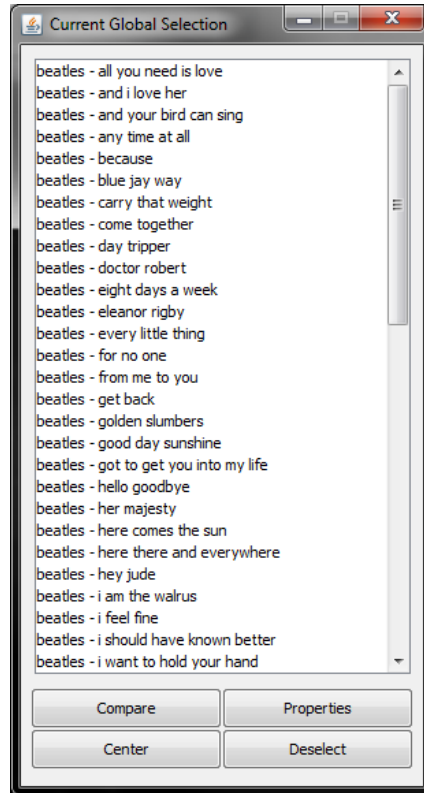 Current Global Selection
beatles - all you need is love
beatles - and i love her
beatles - and your bird can sing
beatles - any time at all
beatles - because
beatles - blue jay way
beatles - carry that weight
beatles - come together
beatles - day tripper
beatles - doctor robert
beatles - eight days a week
beatles - eleanor rigby
beatles - every little thing
beatles - for no one
beatles - from me to you
beatles - get back
beatles - golden slumbers
beatles - good day sunshine
beatles - got to get you into my life
beatles - hello goodbye
beatles - her majesty
beatles - here comes the sun
beatles - here there and everywhere
beatles - hey jude
beatles - i am the walrus
beatles - i feel fine
beatles - i should have known better
beatles - i want to hold your hand
Compare Properties
Center Deselect